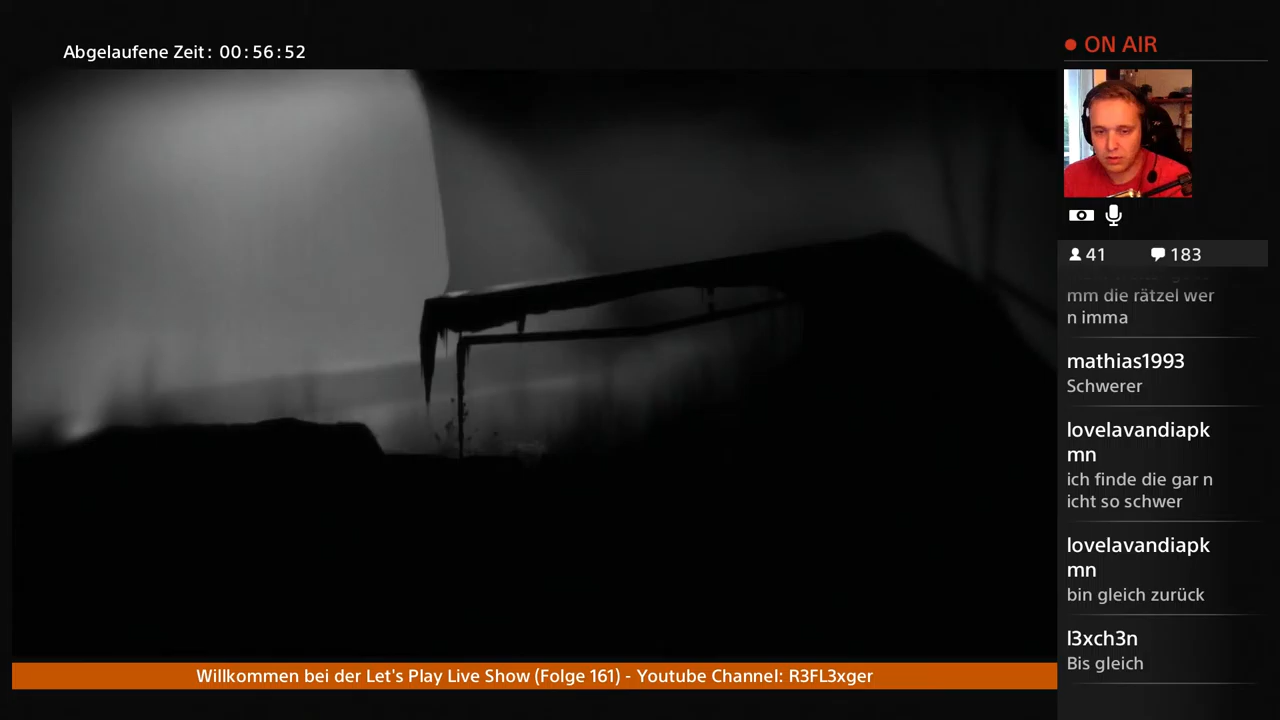 Abgelaufene Zeit: 00:56:52
ON AIR
41 183
mm die rätzel wer
n imma
mathias1993
Schwerer
lovelavandiapk
mn
ich finde die gar n
icht so schwer
lovelavandiapk
mn
bin gleich zurück
l3xch3n
Bis gleich
Willkommen bei der Let's Play Live Show (Folge 161) - Youtube Channel: R3FL3xger